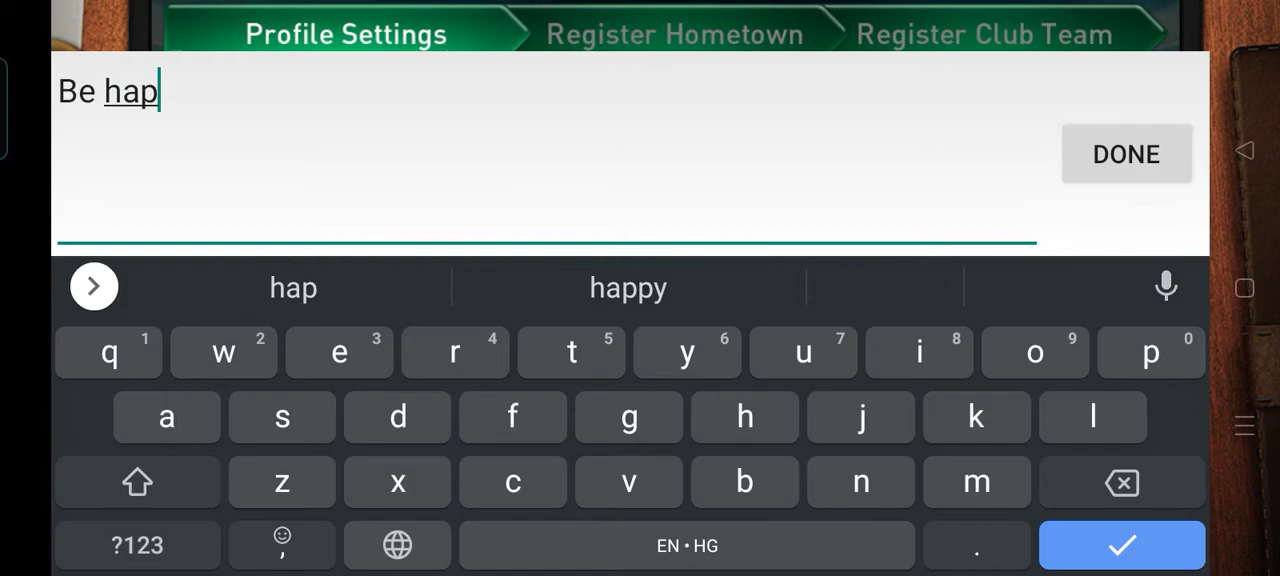 Profile Settings Register Hometown Register Club Team
Be hap
DONE
hap happy
q 1 w 2 e 3 r 4 t 5 y 6 u 7 i 8 o 9 p 0
a s d f g h j k l
z x c v b n m
?123 , EN • HG .